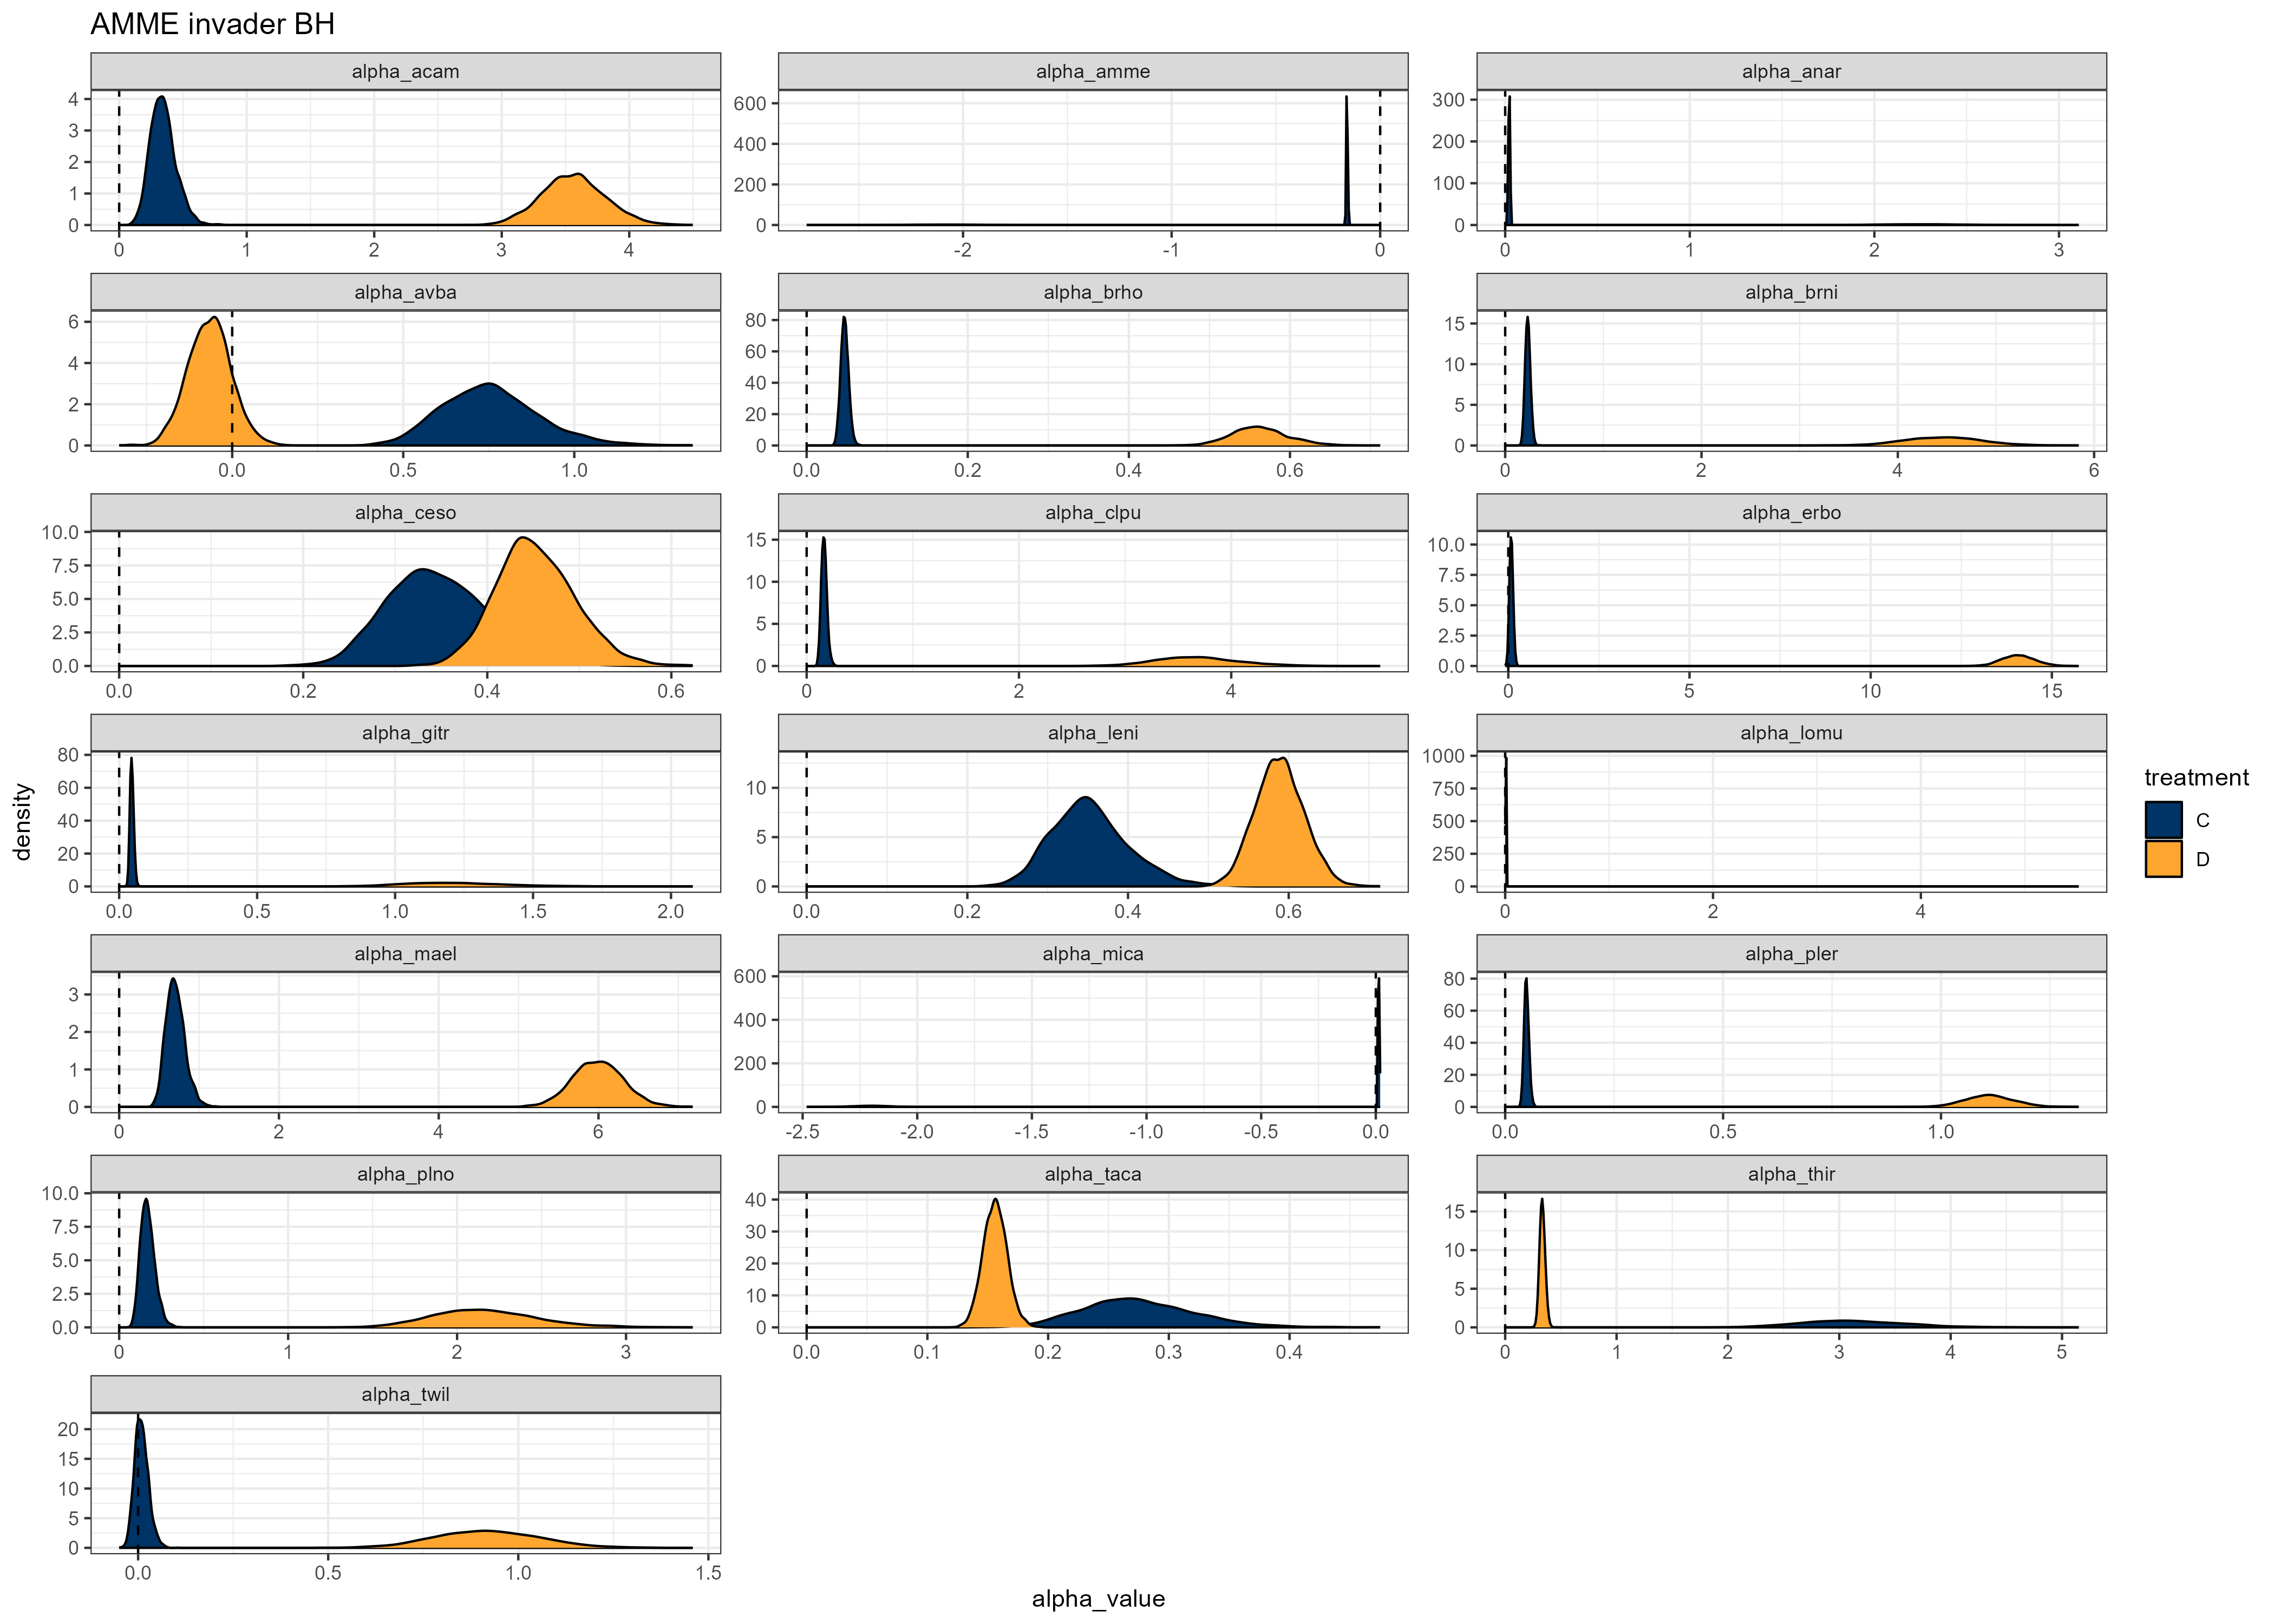 AMME invader BH
alpha_acam alpha_amme alpha_anar
4 3 2 1 0
600 400 200 0
300 200 100 0
0 1 2 3 4
-2 -1 0
0 1 2 3
alpha_avba alpha_brho alpha_brni
6 4 2 0
80 60 40 20 0
15 10 5 0
0.0 0.5 1.0
0.0 0.2 0.4 0.6
0 2 4 6
alpha_ceso alpha_clpu alpha_erbo
10.0 7.5 5.0 2.5 0.0
15 10 5 0
10.0 7.5 5.0 2.5 0.0
0.0 0.2 0.4 0.6
0 2 4
0 5 10 15
alpha_gitr alpha_leni alpha_lomu
80 60 40 20 0
10 5 0
1000 750 500 250 0
0.0 0.5 1.0 1.5 2.0
0.0 0.2 0.4 0.6
0 2 4
alpha_mael alpha_mica alpha_pler
3 2 1 0
600 400 200 0
80 60 40 20 0
0 2 4 6
-2.5 -2.0 -1.5 -1.0 -0.5 0.0
0.0 0.5 1.0
alpha_plno alpha_taca alpha_thir
10.0 7.5 5.0 2.5 0.0
40 30 20 10 0
15 10 5 0
0 1 2 3
0.0 0.1 0.2 0.3 0.4
0 1 2 3 4 5
alpha_twil
20 15 10 5 0
0.0 0.5 1.0 1.5
density
alpha_value
treatment
C
D